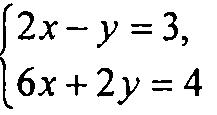 2x − y = 3,
6x + 2y = 4